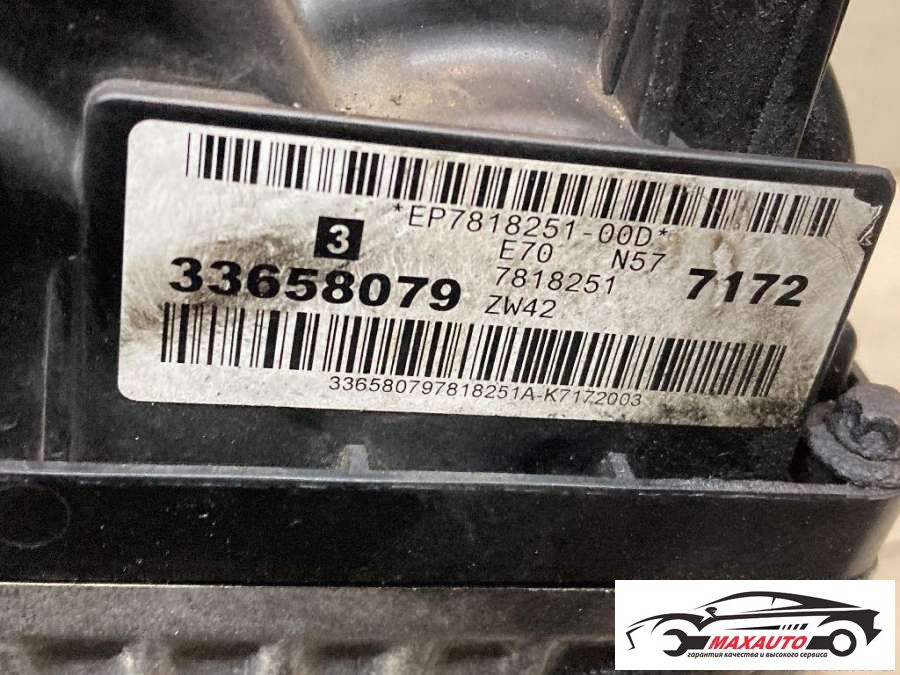 *EP7818251-00D*
3
E70 N57
33658079
7818251
7172
ZW42
336580797818251A-K7172003
MAXAUTO
гарантия качества и высокого сервиса